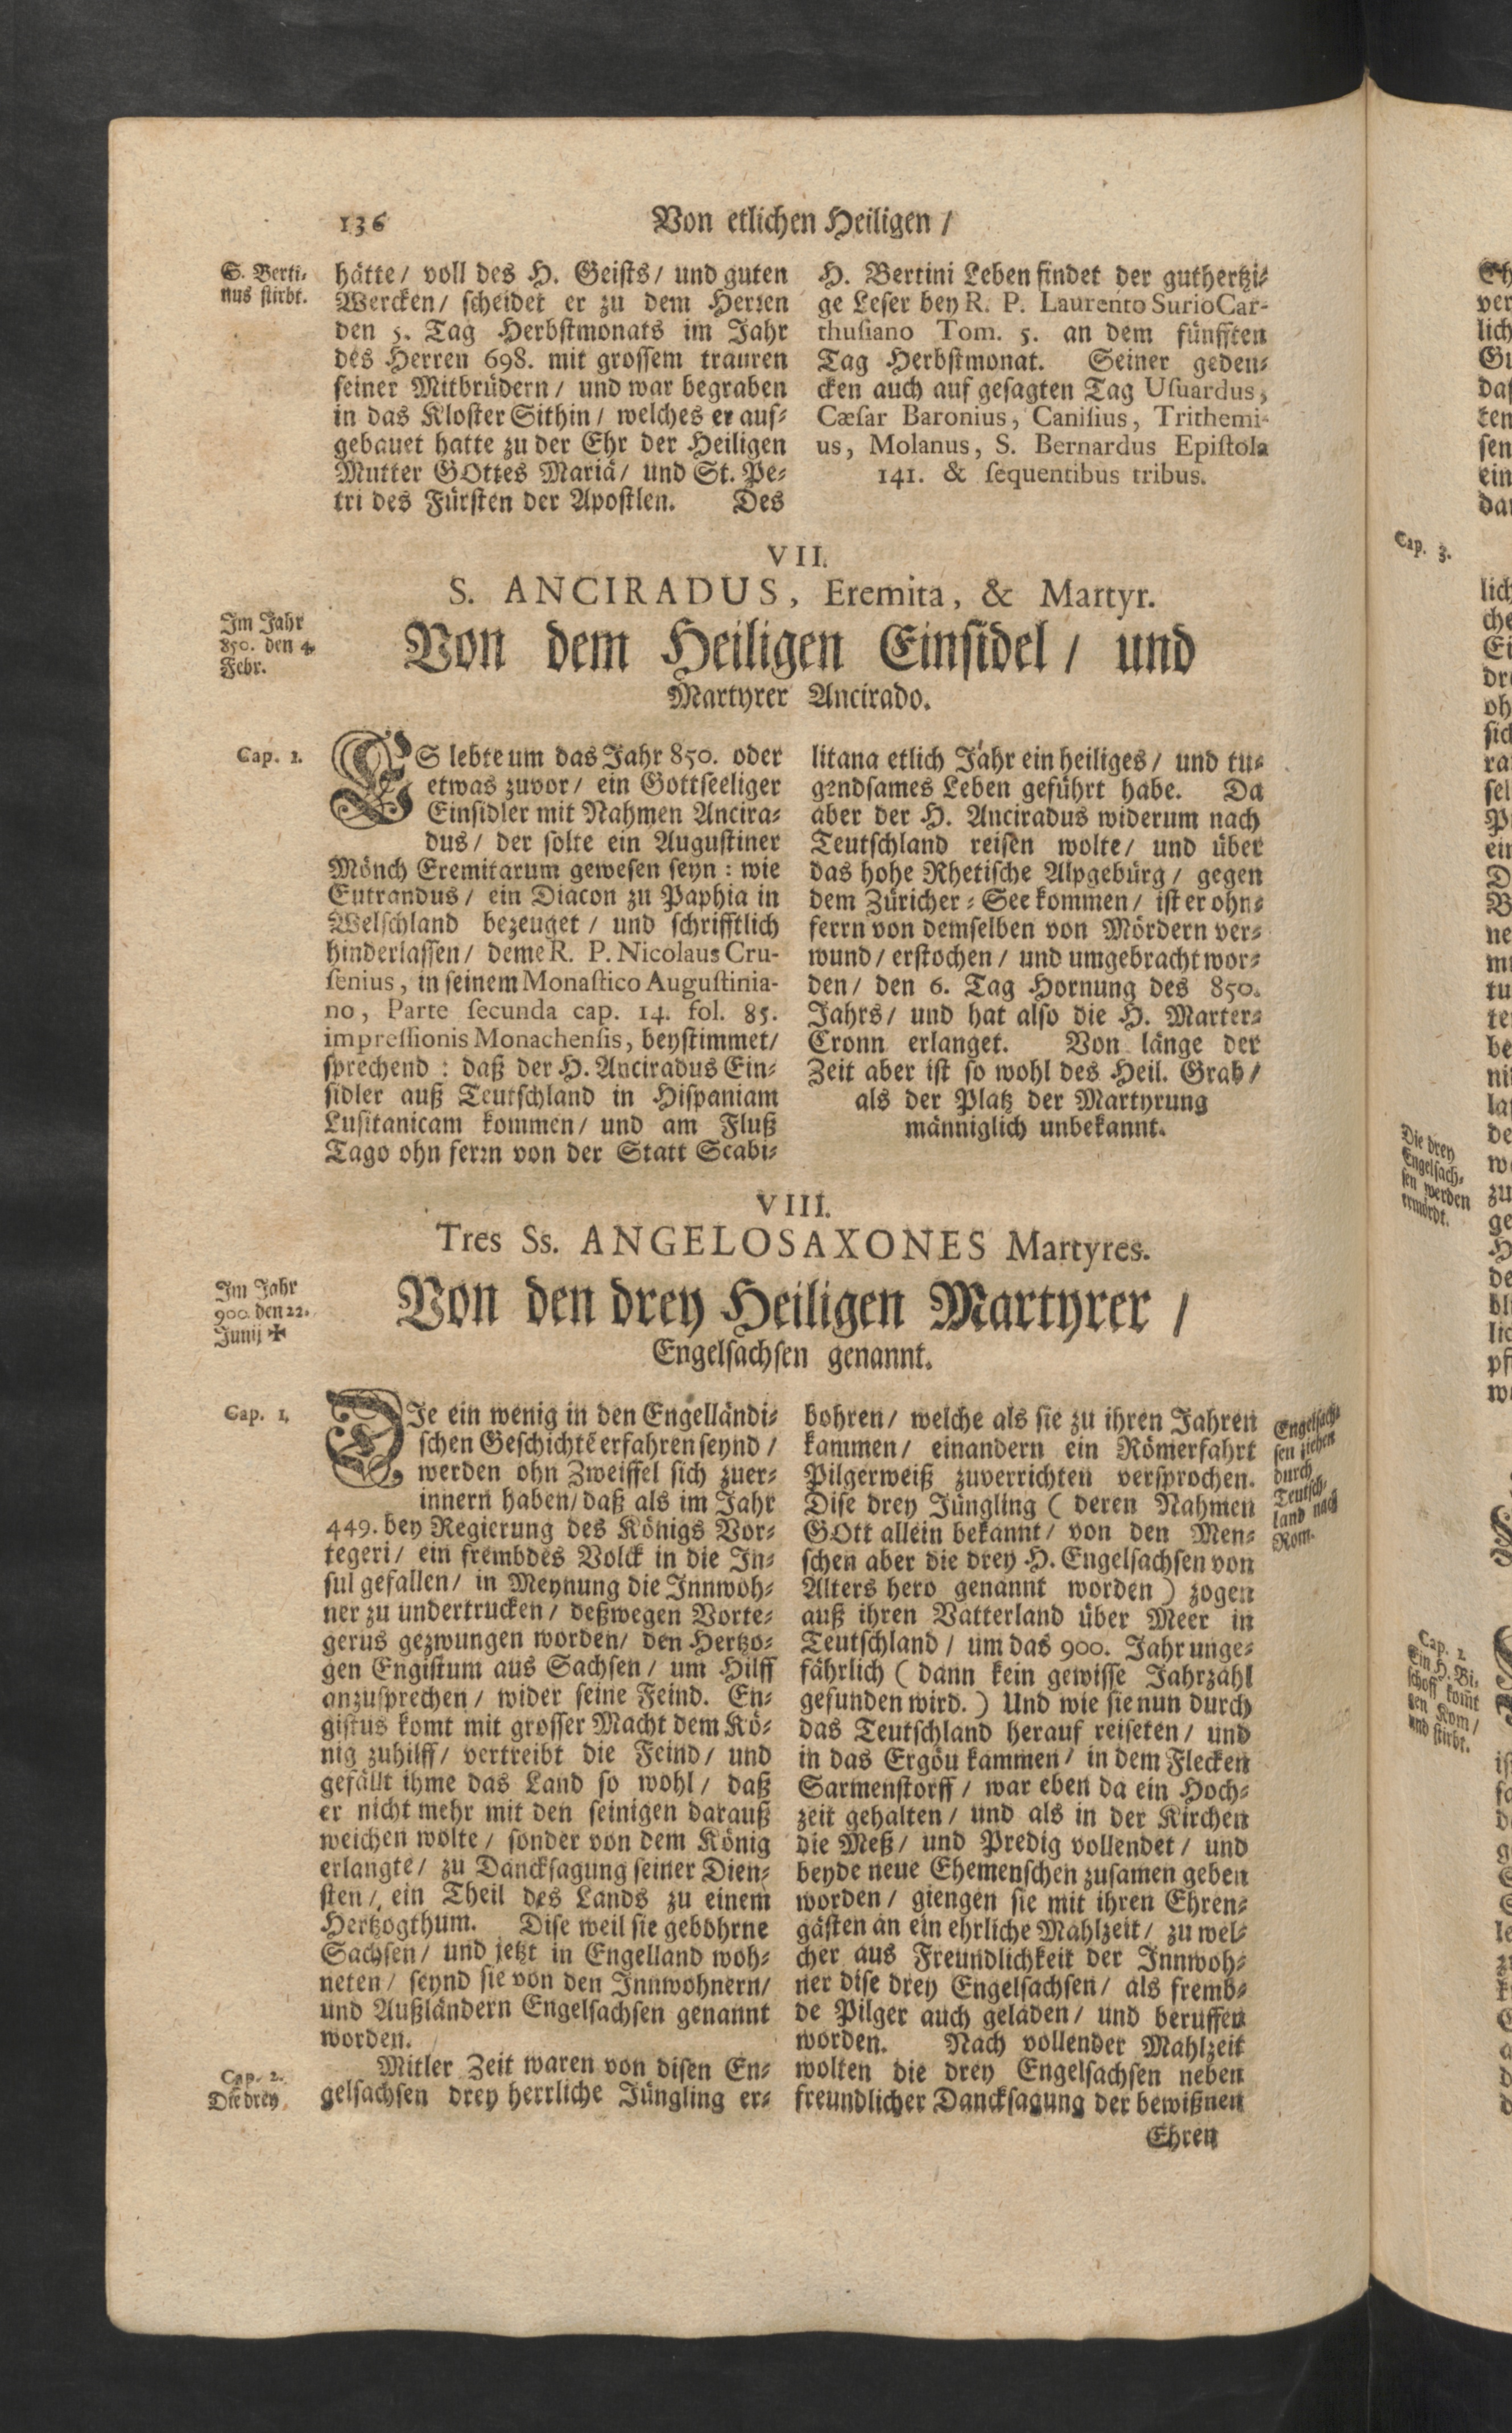 136 Von etlichen Heiligen /
S. Berti-
nus stirbt.
hätte / voll des H. Geists / und guten
Wercken / scheidet er zu dem Herren
den 5. Tag Herbstmonats im Jahr
des Herren 698. mit grossem trauren
seiner Mitbrüdern / und war begraben
in das Kloster Sithin / welches er auf-
gebauet hatte zu der Ehr der Heiligen
Mutter GOttes Mariä / und St. Pe-
tri des Fürsten der Apostlen. Des
H. Bertini Leben findet der guthertzi-
ge Leser bey R. P. Laurento Surio Car-
thusiano Tom. 5. an dem fünfften
Tag Herbstmonat. Seiner geden-
cken auch auf gesagten Tag Usuardus,
Cæsar Baronius, Canisius, Trithemi-
us, Molanus, S. Bernardus Epistola
141. & sequentibus tribus.
VII.
S. ANCIRADUS, Eremita, & Martyr.
Im Jahr
850. den 4.
Febr.
Von dem Heiligen Einsidel / und
Martyrer Ancirado.
Cap. 1.
ES lebte um das Jahr 850. oder
etwas zuvor / ein Gottseeliger
Einsidler mit Nahmen Ancira-
dus / der solte ein Augustiner
Mönch Eremitarum gewesen seyn : wie
Eutrandus / ein Diacon zu Paphia in
Welschland bezeuget / und schrifftlich
hinderlassen / deme R. P. Nicolaus Cru-
senius, in seinem Monastico Augustinia-
no, Parte secunda cap. 14. fol. 85.
impressionis Monachensis, beystimmet /
sprechend : daß der H. Anciradus Ein-
sidler auß Teutschland in Hispaniam
Lusitanicam kommen / und am Fluß
Tago ohn ferrn von der Statt Scabi-
litana etlich Jahr ein heiliges / und tu-
gendsames Leben geführt habe. Da
aber der H. Anciradus widerum nach
Teutschland reisen wolte / und über
das hohe Rhetische Alpgebürg / gegen
dem Züricher-See kommen / ist er ohn-
ferrn von demselben von Mördern ver-
wund / erstochen / und umgebracht wor-
den / den 6. Tag Hornung des 850.
Jahrs / und hat also die H. Marter-
Cronn erlanget. Von länge der
Zeit aber ist so wohl des Heil. Grab /
als der Platz der Martyrung
männiglich unbekannt.
VIII.
Tres Ss. ANGELOSAXONES Martyres.
Im Jahr
900. den 22.
Junij ✠
Von den drey Heiligen Martyrer /
Engelsachsen genannt.
Cap. 1.
DIe ein wenig in den Engelländi-
schen Geschichtē erfahren seynd /
werden ohn Zweiffel sich zuer-
innern haben / daß als im Jahr
449. bey Regierung des Königs Vor-
tegeri / ein frembdes Volck in die In-
sul gefallen / in Meynung die Innwoh-
ner zu undertrucken / deßwegen Vorte-
gerus gezwungen worden / den Hertzo-
gen Engistum aus Sachsen / um Hilff
anzusprechen / wider seine Feind. En-
gistus komt mit grosser Macht dem Kö-
nig zuhilff / vertreibt die Feind / und
gefällt ihme das Land so wohl / daß
er nicht mehr mit den seinigen darauß
weichen wolte / sonder von dem König
erlangte / zu Dancksagung seiner Dien-
sten / ein Theil des Lands zu einem
Hertzogthum. Dise weil sie gebohrne
Sachsen / und jetzt in Engelland woh-
neten / seynd sie von den Innwohnern /
und Außländern Engelsachsen genannt
worden.
Cap. 2.
Die drey
Mitler Zeit waren von disen En-
gelsachsen drey herrliche Jüngling er-
bohren / welche als sie zu ihren Jahren
kammen / einandern ein Römerfahrt
Pilgerweiß zuverrichten versprochen.
Dise drey Jüngling ( deren Nahmen
GOtt allein bekannt / von den Men-
schen aber die drey H. Engelsachsen von
Alters hero genannt worden ) zogen
auß ihren Vatterland über Meer in
Teutschland / um das 900. Jahr unge-
fährlich ( dann kein gewisse Jahrzahl
gefunden wird. ) Und wie sie nun durch
das Teutschland herauf reiseten / und
in das Ergöu kammen / in dem Flecken
Sarmenstorff / war eben da ein Hoch-
zeit gehalten / und als in der Kirchen
die Meß / und Predig vollendet / und
beyde neue Ehemenschen zusamen geben
worden / giengen sie mit ihren Ehren-
gästen an ein ehrliche Mahlzeit / zu wel-
cher aus Freundlichkeit der Innwoh-
ner dise drey Engelsachsen / als fremb-
de Pilger auch geladen / und beruffen
worden. Nach vollender Mahlzeit
wolten die drey Engelsachsen neben
freundlicher Dancksagung der bewißnen
Ehren
Engelsach-
sen ziehen
durch
Teutsch-
land nach
Rom.
Cap. 3.
Die drey
Engelsach-
sen werden
ermördt.
Cap. 1.
Ein H. Bi-
schoff komt
gen Rom /
und stirbt.